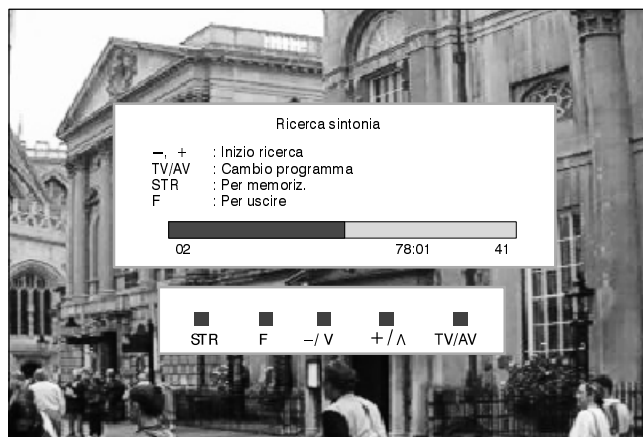 Ricerca sintonia
–, + : Inizio ricerca
TV/AV : Cambio programma
STR : Per memoriz.
F : Per uscire
02 78:01 41
STR F –/ V +/Λ TV/AV